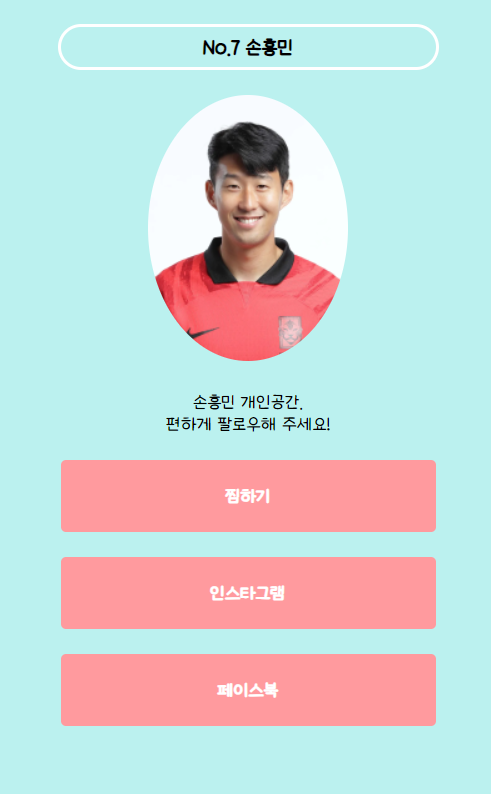 No.7 손흥민
손흥민 개인공간.
편하게 팔로우해 주세요!
찜하기
인스타그램
페이스북